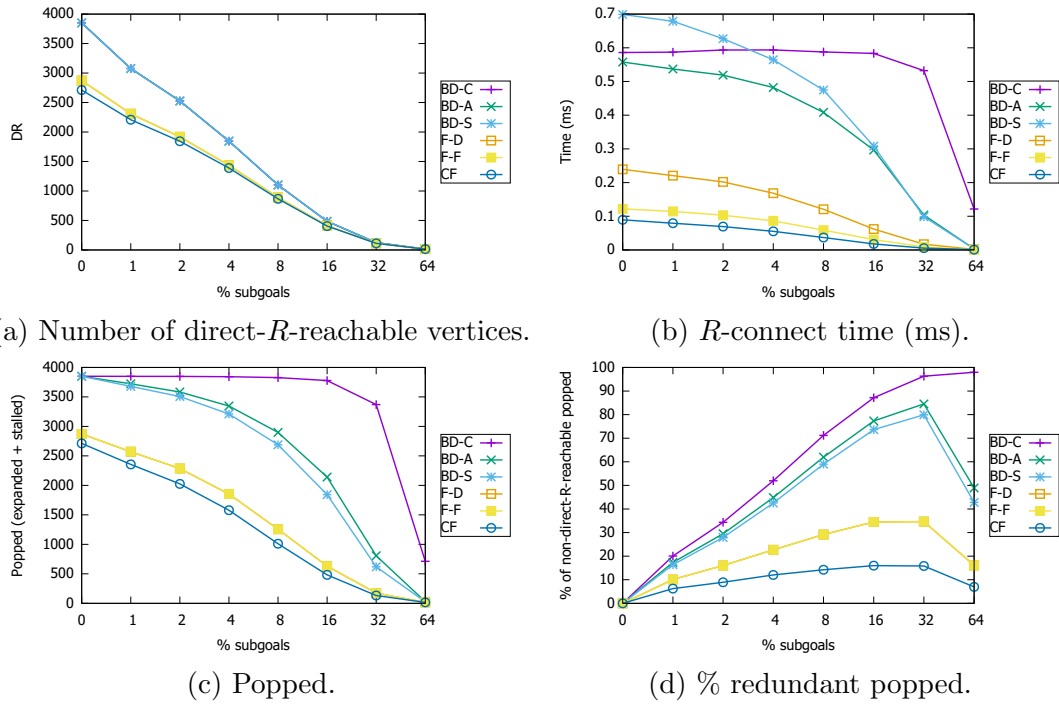 4000
3500
3000
2500
2000
1500
1000
500
0
DR
0 1 2 4 8 16 32 64
% subgoals
BD-C
BD-A
BD-S
F-D
F-F
CF
(a) Number of direct-R-reachable vertices.
0.7
0.6
0.5
0.4
0.3
0.2
0.1
0
Time (ms)
0 1 2 4 8 16 32 64
% subgoals
BD-C
BD-A
BD-S
F-D
F-F
CF
(b) R-connect time (ms).
4000
3500
3000
2500
2000
1500
1000
500
0
Popped (expanded + stalled)
0 1 2 4 8 16 32 64
% subgoals
BD-C
BD-A
BD-S
F-D
F-F
CF
(c) Popped.
100
90
80
70
60
50
40
30
20
10
0
% of non-direct-R-reachable popped
0 1 2 4 8 16 32 64
% subgoals
BD-C
BD-A
BD-S
F-D
F-F
CF
(d) % redundant popped.